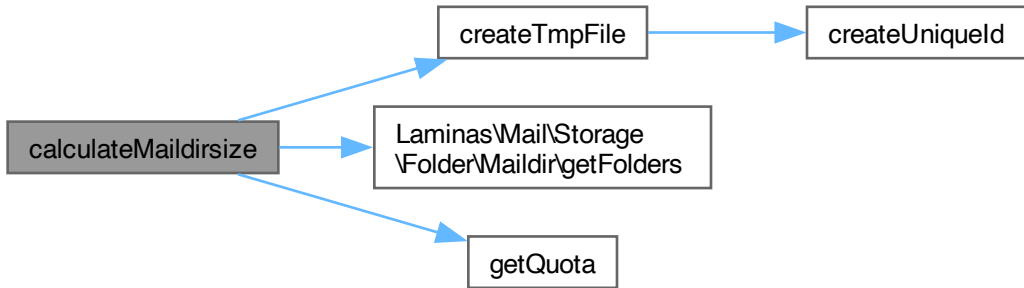 createTmpFile
createUniqueId
calculateMaildirsize
Laminas\Mail\Storage
\Folder\Maildir\getFolders
getQuota